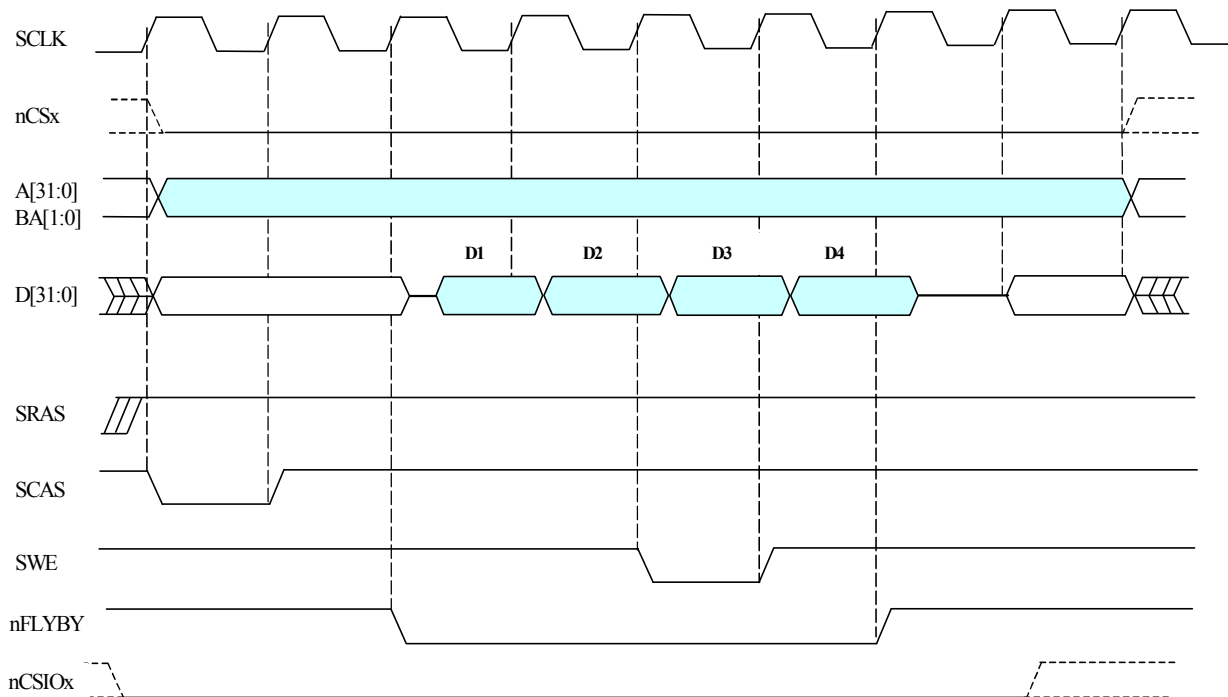 SCLK
nCSx
A[31:0]
BA[1:0]
D1 D2 D3 D4
D[31:0]
SRAS
SCAS
SWE
nFLYBY
nCSIOx